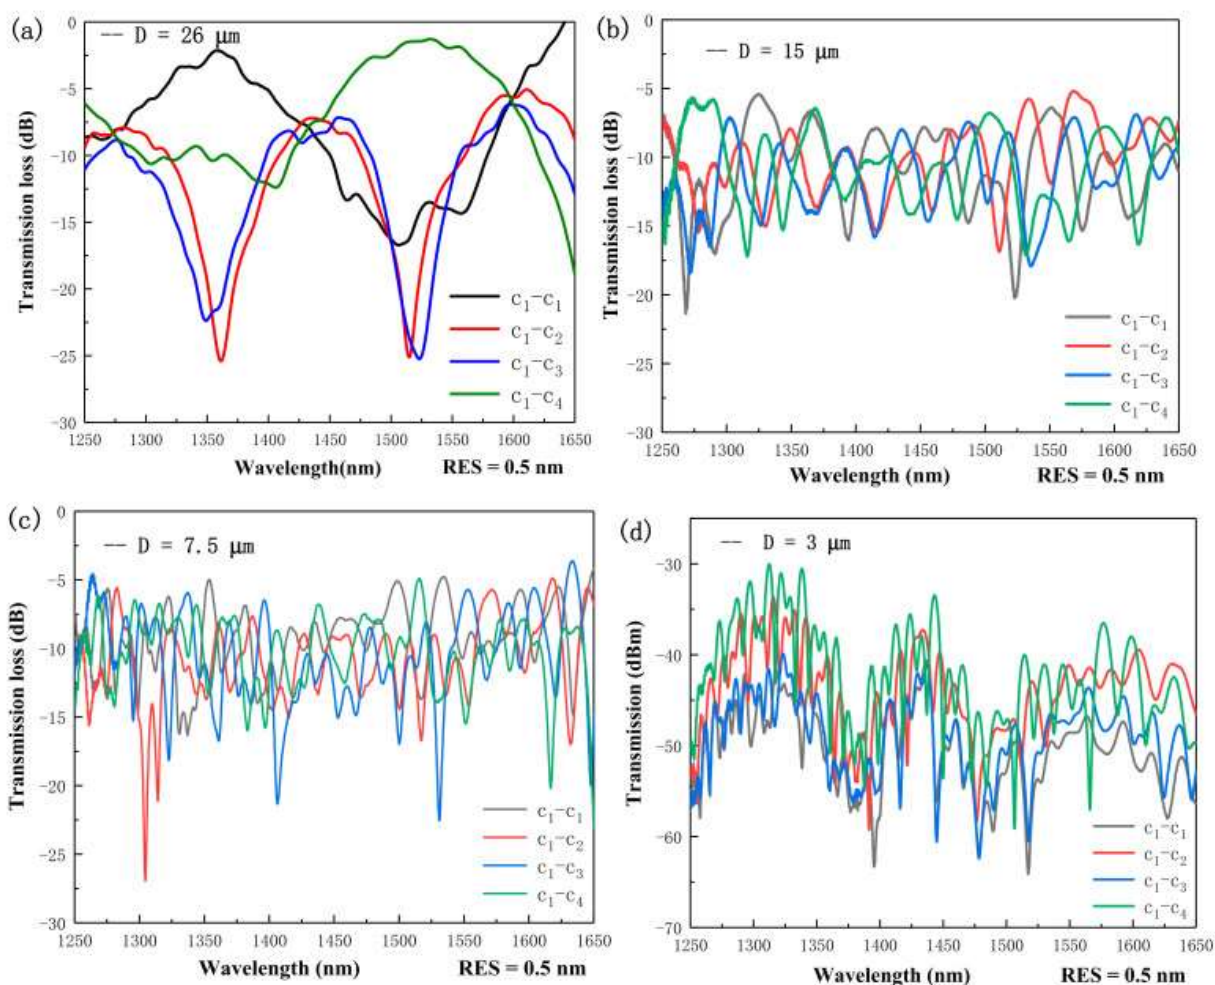 (a)
— D = 26 μm
Transmission loss (dB)
0
-5
-10
-15
-20
-25
-30
c1-c1
c1-c2
c1-c3
c1-c4
1250 1300 1350 1400 1450 1500 1550 1600 1650
Wavelength(nm)
RES = 0.5 nm
(b)
— D = 15 μm
Transmission loss (dB)
0
-5
-10
-15
-20
-25
-30
c1-c1
c1-c2
c1-c3
c1-c4
1250 1300 1350 1400 1450 1500 1550 1600 1650
Wavelength (nm)
RES = 0.5 nm
(c)
— D = 7.5 μm
Transmission loss (dB)
0
-5
-10
-15
-20
-25
-30
c1-c1
c1-c2
c1-c3
c1-c4
1250 1300 1350 1400 1450 1500 1550 1600 1650
Wavelength (nm)
RES = 0.5 nm
(d)
— D = 3 μm
Transmission (dBm)
-30
-40
-50
-60
-70
c1-c1
c1-c2
c1-c3
c1-c4
1250 1300 1350 1400 1450 1500 1550 1600 1650
Wavelength (nm)
RES = 0.5 nm